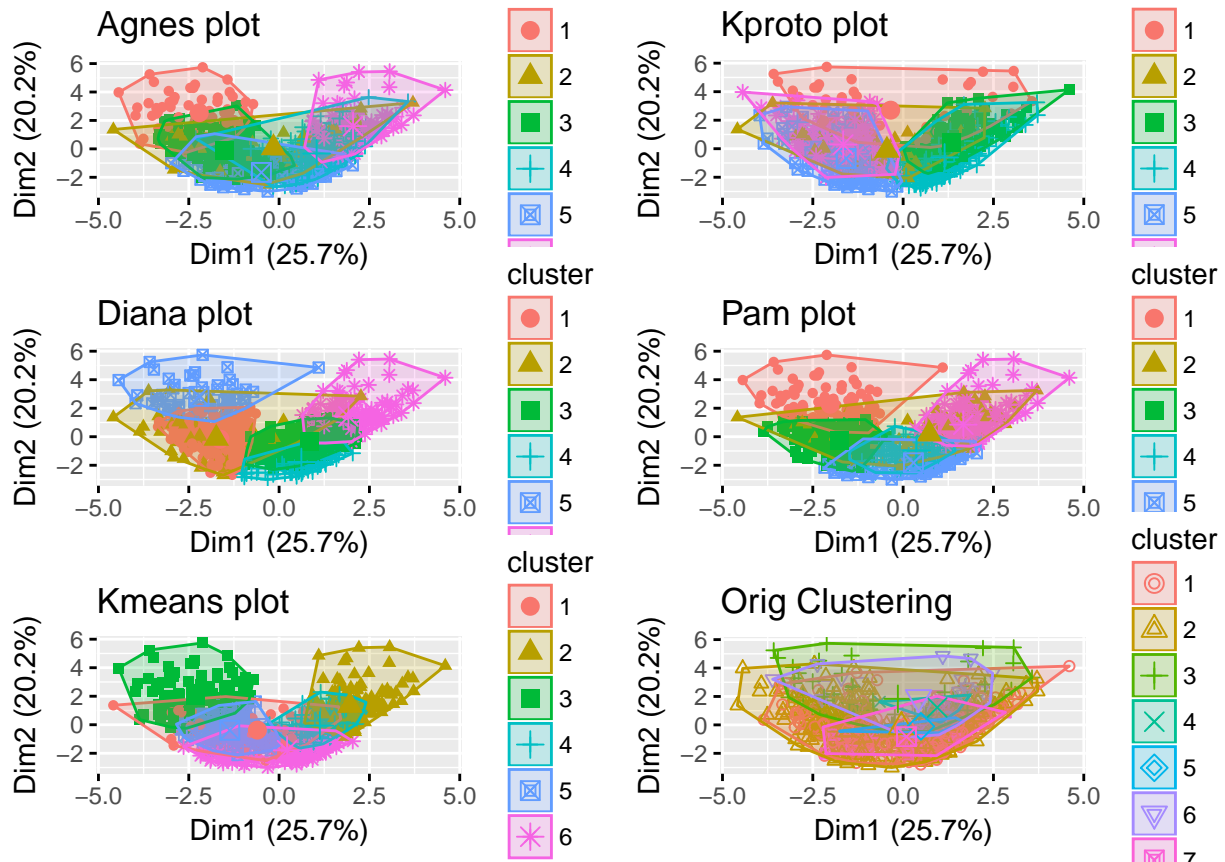 Agnes plot
Dim2 (20.2%)
6
4
2
0
−2
−5.0 −2.5 0.0 2.5 5.0
Dim1 (25.7%)
1
2
3
4
5
Kproto plot
Dim2 (20.2%)
6
4
2
0
−2
−5.0 −2.5 0.0 2.5 5.0
Dim1 (25.7%)
1
2
3
4
5
Diana plot
Dim2 (20.2%)
6
4
2
0
−2
−5.0 −2.5 0.0 2.5 5.0
Dim1 (25.7%)
cluster
1
2
3
4
5
Pam plot
Dim2 (20.2%)
6
4
2
0
−2
−5.0 −2.5 0.0 2.5 5.0
Dim1 (25.7%)
cluster
1
2
3
4
5
Kmeans plot
Dim2 (20.2%)
6
4
2
0
−2
−5.0 −2.5 0.0 2.5 5.0
Dim1 (25.7%)
cluster
1
2
3
4
5
6
Orig Clustering
Dim2 (20.2%)
6
4
2
0
−2
−5.0 −2.5 0.0 2.5 5.0
Dim1 (25.7%)
cluster
1
2
3
4
5
6
7